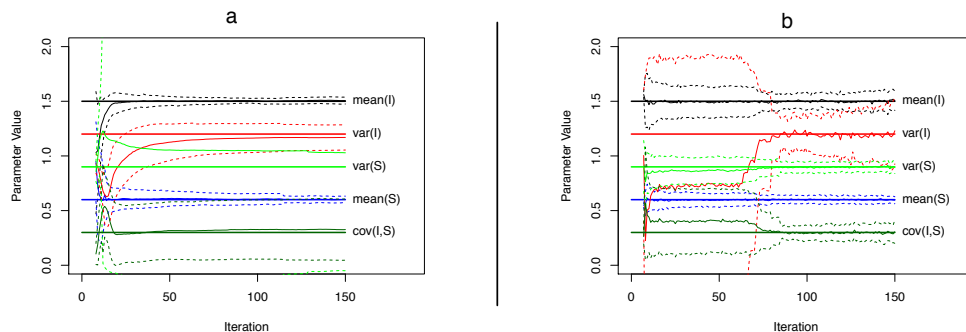 a
Parameter Value
2.0
1.5
1.0
0.5
0.0
mean(I)
var(I)
var(S)
mean(S)
cov(I,S)
0 50 100 150
Iteration
b
Parameter Value
2.0
1.5
1.0
0.5
0.0
mean(I)
var(I)
var(S)
mean(S)
cov(I,S)
0 50 100 150
Iteration